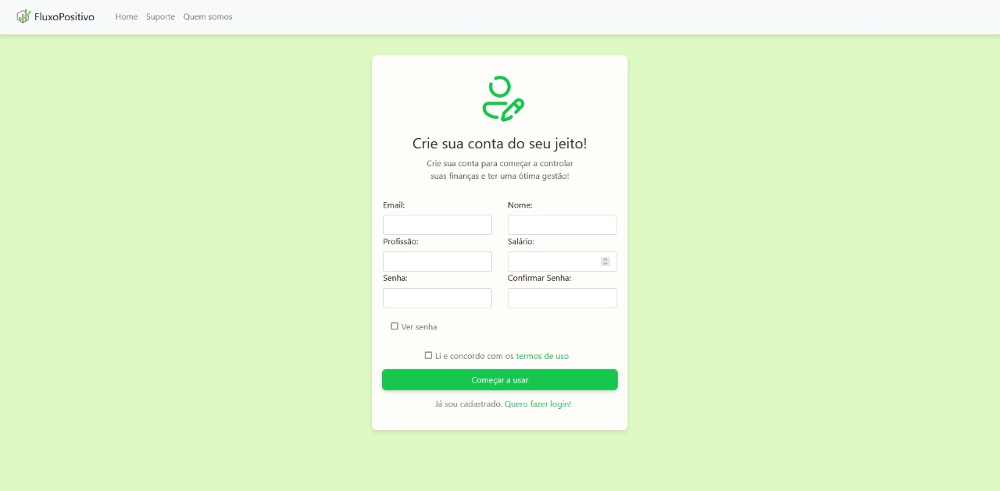 FluxoPositivo Home Suporte Quem somos
Crie sua conta do seu jeito!
Crie sua conta para começar a controlar
suas finanças e ter uma ótima gestão!
Email: Nome:
Profissão: Salário:
Senha: Confirmar Senha:
Ver senha
Li e concordo com os termos de uso
Começar a usar
Já sou cadastrado. Quero fazer login!